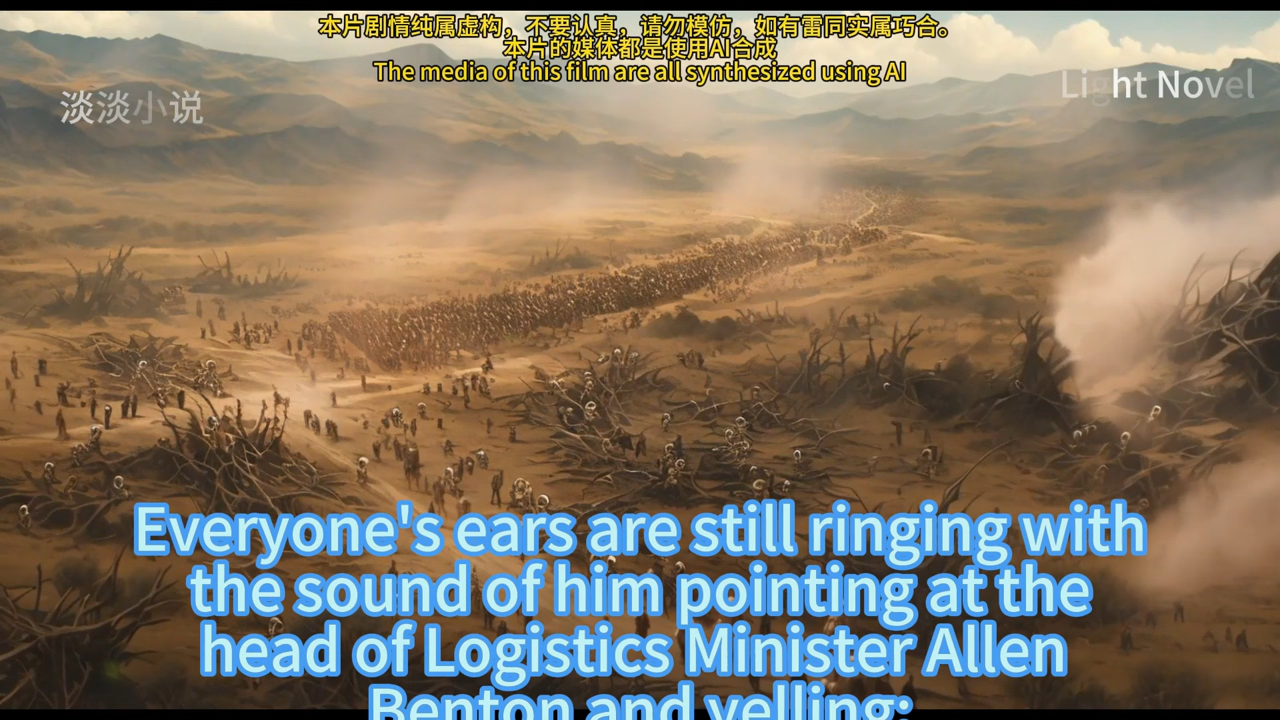 本片剧情纯属虚构，不要认真，请勿模仿，如有雷同实属巧合。
本片的媒体都是使用AI合成
The media of this film are all synthesized using AI
淡淡小说
Light Novel
Everyone's ears are still ringing with
the sound of him pointing at the
head of Logistics Minister Allen
Benton and yelling: